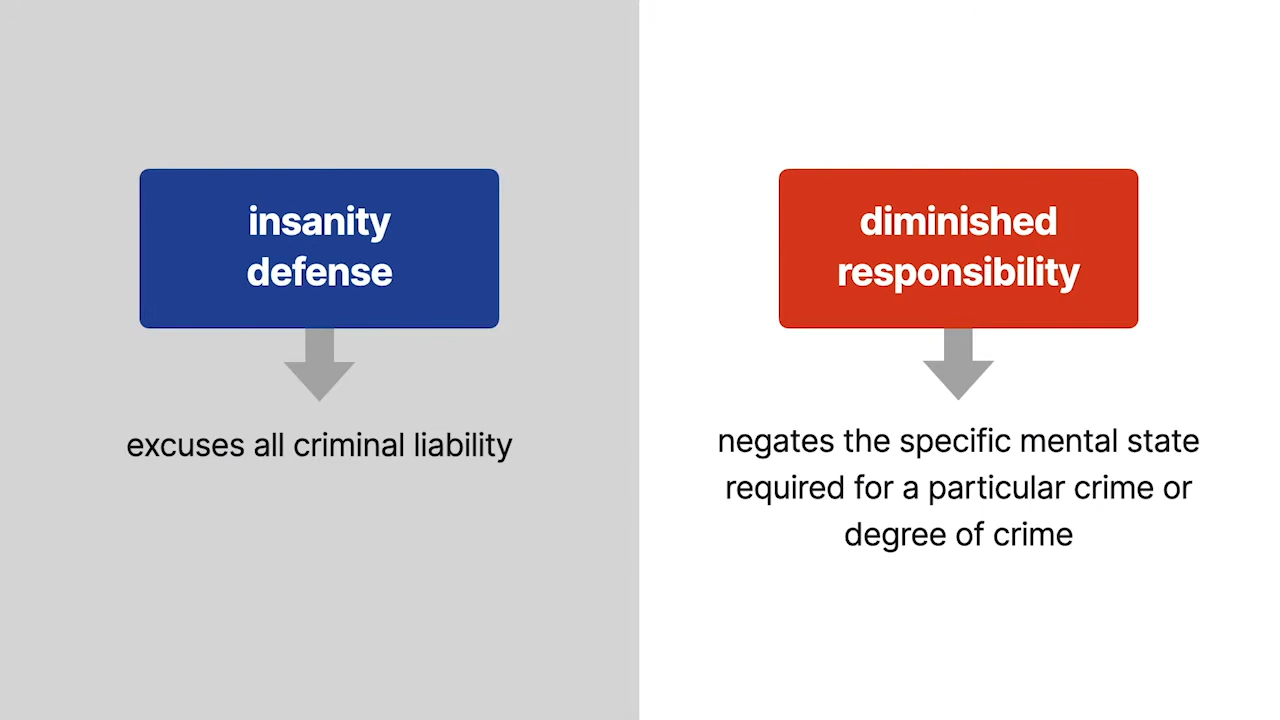 insanity
defense
excuses all criminal liability
diminished
responsibility
negates the specific mental state
required for a particular crime or
degree of crime